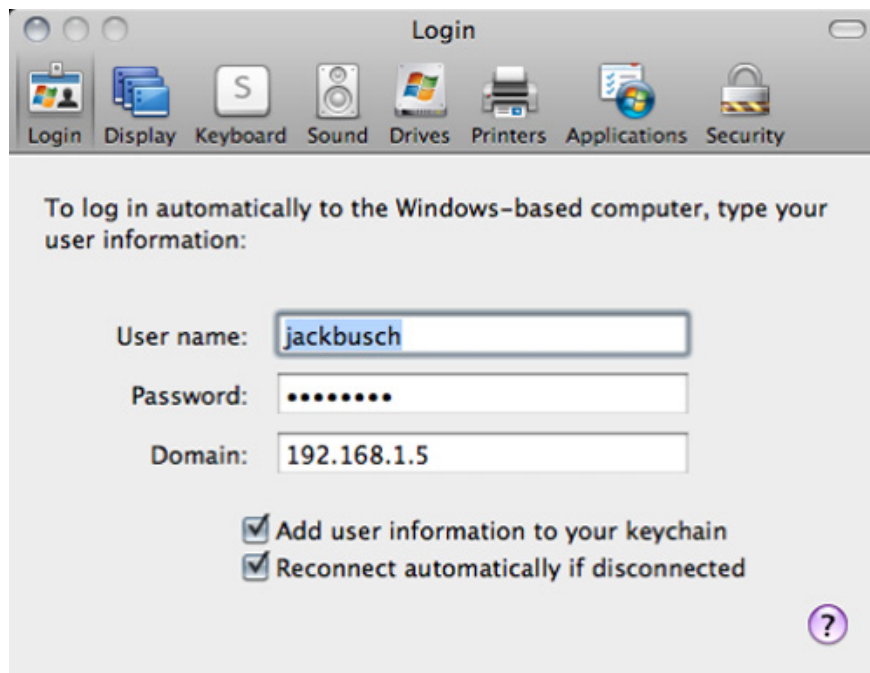 Login
S
Login Display Keyboard Sound Drives Printers Applications Security
To log in automatically to the Windows-based computer, type your
user information:
User name: jackbusch
Password: ••••••••
Domain: 192.168.1.5
Add user information to your keychain
Reconnect automatically if disconnected
?